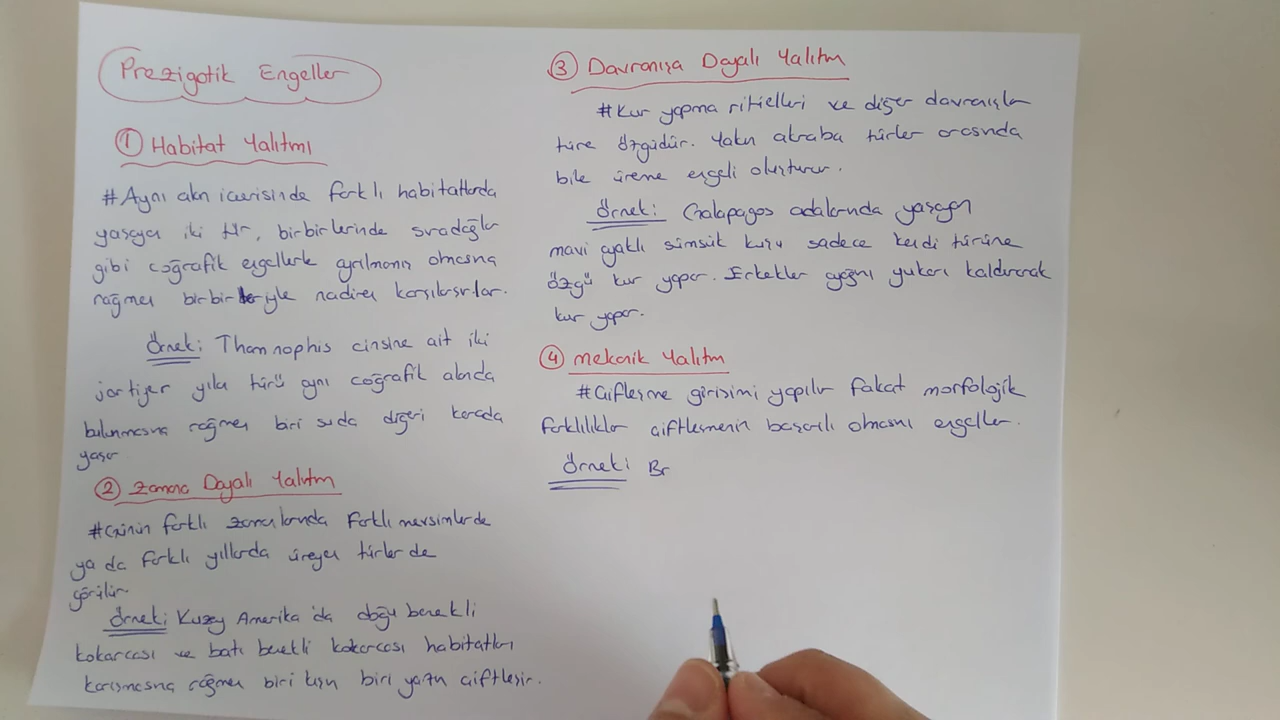 Prezigotik Engeller
① Habitat Yalıtımı
#Aynı alan içerisinde farklı habitatlarda
yaşayan iki tür, birbirlerinde sıradağlar
gibi coğrafik engellerle ayrılmamış olmasına
rağmen birbirleriyle nadiren karşılaşırlar.
Örnek: Thamnophis cinsine ait iki
jartiyer yılan türü aynı coğrafik alanda
bulunmasına rağmen biri suda diğeri karada
yaşar
② Zamana Dayalı Yalıtım
#Günün farklı zamanlarında farklı mevsimlerde
ya da farklı yıllarda üreyen türlerde
görülür.
Örnek: Kuzey Amerika'da doğu benekli
kokarcası ve batı benekli kokarcası habitatları
karışmasına rağmen biri kışın biri yazın çiftleşir.
③ Davranışa Dayalı Yalıtım
#Kur yapma ritüelleri ve diğer davranışlar
türe özgüdür. Yakın akraba türler arasında
bile üreme engeli oluşturur.
Örnek: Galapagos adalarında yaşayan
mavi ayaklı sümsük kuşu sadece kendi türüne
özgü kur yapar. Erkekler ayağını yukarı kaldırarak
kur yapar.
④ mekanik Yalıtım
#Çiftleşme girişimi yapılır fakat morfolojik
farklılıklar çiftleşmenin başarılı olmasını engeller.
Örnek: Br